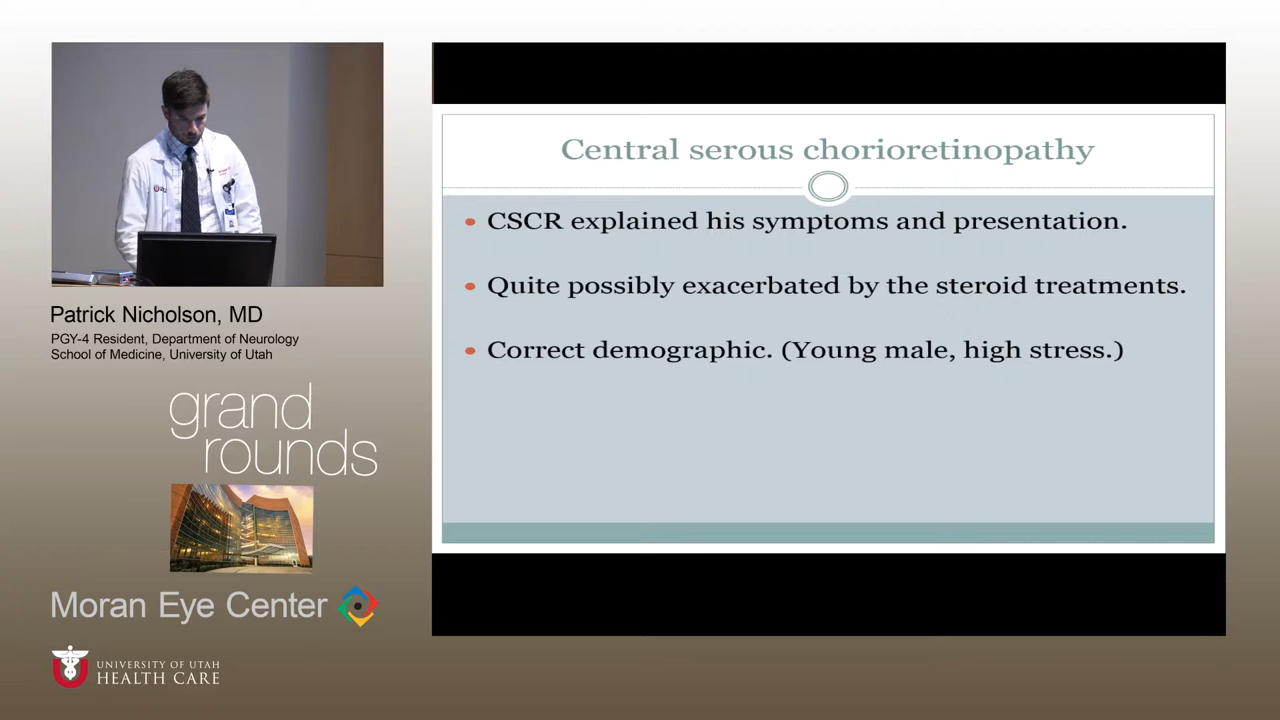 Patrick Nicholson, MD
PGY-4 Resident, Department of Neurology
School of Medicine, University of Utah
grand
rounds
Moran Eye Center
UNIVERSITY OF UTAH
HEALTH CARE
Central serous chorioretinopathy
• CSCR explained his symptoms and presentation.
• Quite possibly exacerbated by the steroid treatments.
• Correct demographic. (Young male, high stress.)